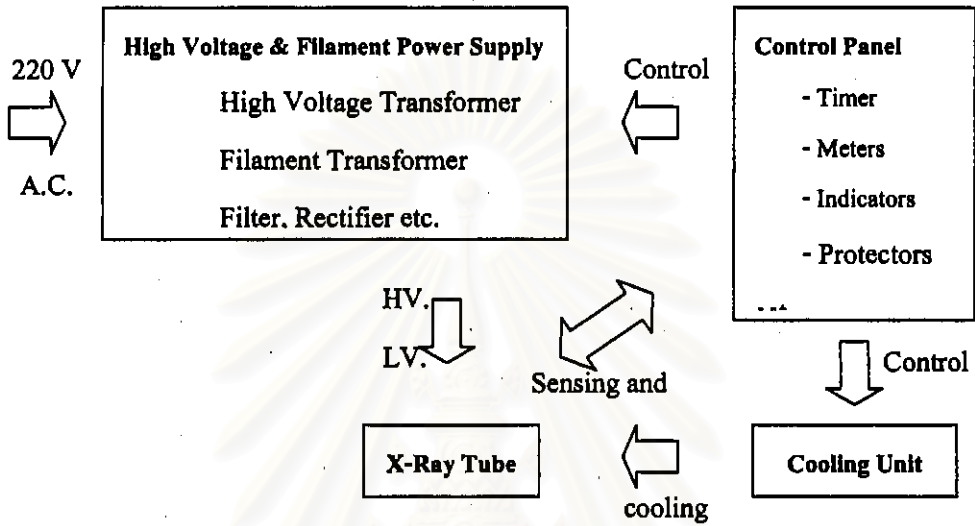 220 V
A.C.
High Voltage & Filament Power Supply
High Voltage Transformer
Filament Transformer
Filter, Rectifier etc.
Control
Control Panel
- Timer
- Meters
- Indicators
- Protectors
HV.
LV.
Sensing and
Control
X-Ray Tube
cooling
Cooling Unit